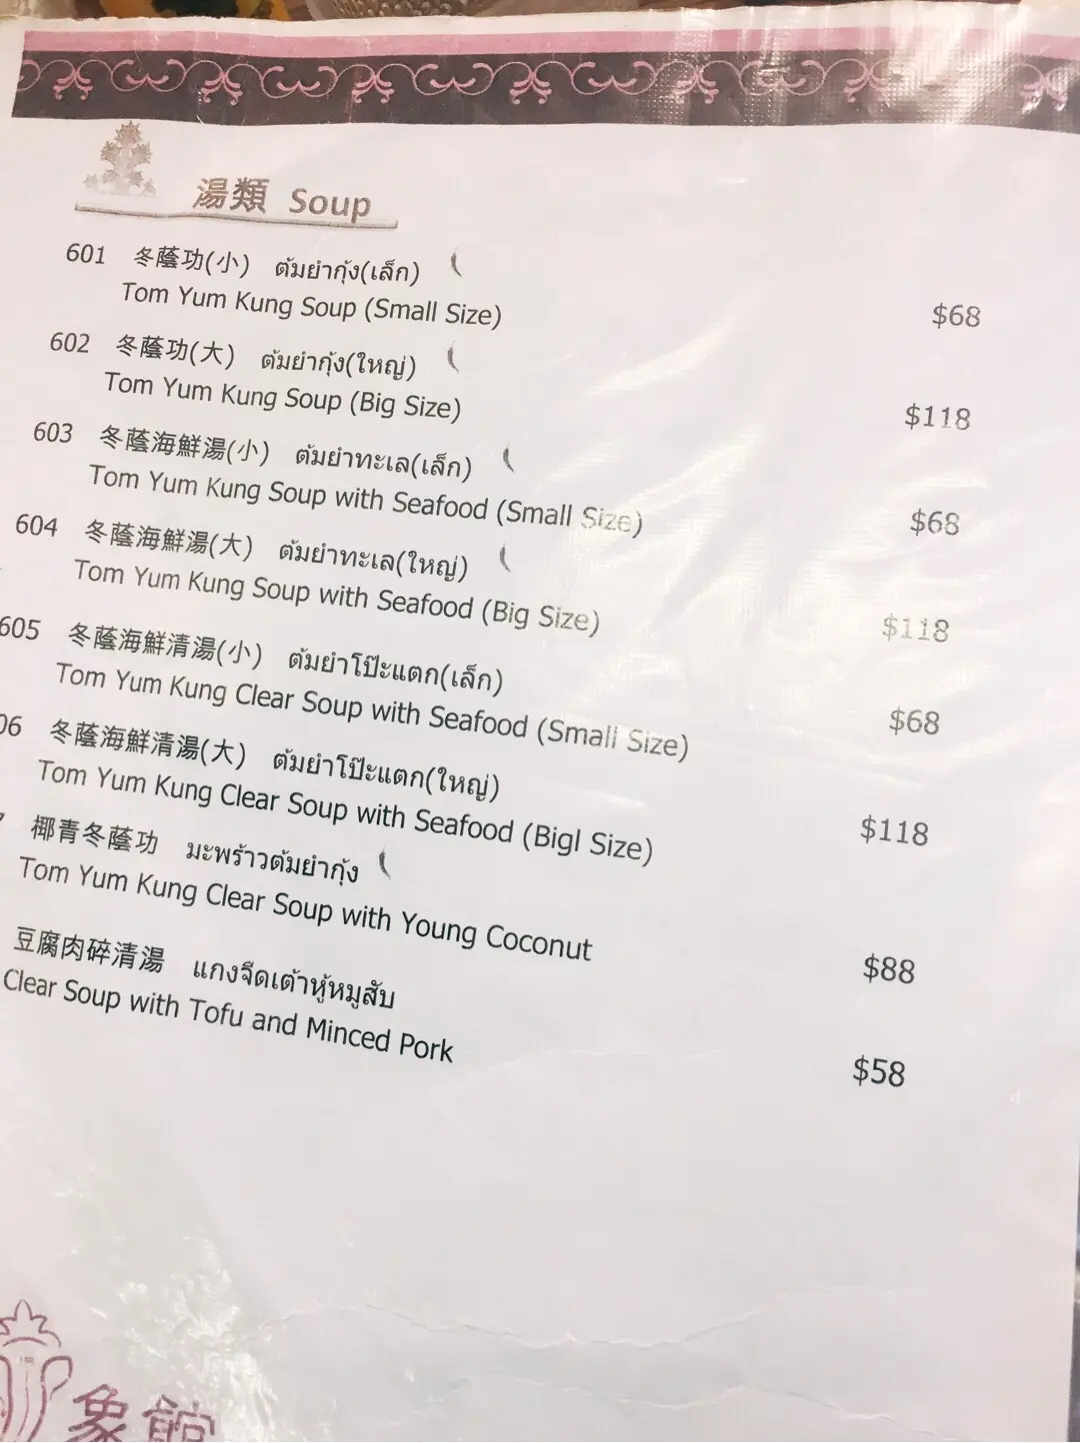 湯類 Soup
601 冬蔭功(小) ต้มยำกุ้ง(เล็ก)
Tom Yum Kung Soup (Small Size)
$68
602 冬蔭功(大) ต้มยำกุ้ง(ใหญ่)
Tom Yum Kung Soup (Big Size)
$118
603 冬蔭海鮮湯(小) ต้มยำทะเล(เล็ก)
Tom Yum Kung Soup with Seafood (Small Size)
$68
604 冬蔭海鮮湯(大) ต้มยำทะเล(ใหญ่)
Tom Yum Kung Soup with Seafood (Big Size)
$118
605 冬蔭海鮮清湯(小) ต้มยำโป๊ะแตก(เล็ก)
Tom Yum Kung Clear Soup with Seafood (Small Size)
$68
06 冬蔭海鮮清湯(大) ต้มยำโป๊ะแตก(ใหญ่)
Tom Yum Kung Clear Soup with Seafood (Bigl Size)
$118
椰青冬蔭功 มะพร้าวต้มยำกุ้ง
Tom Yum Kung Clear Soup with Young Coconut
$88
豆腐肉碎清湯 แกงจืดเต้าหู้หมูสับ
Clear Soup with Tofu and Minced Pork
$58
象館